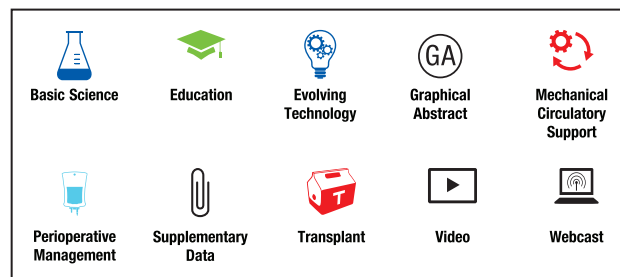 GA
Basic Science
Education
Evolving
Technology
Graphical
Abstract
Mechanical
Circulatory
Support
T
Perioperative
Management
Supplementary
Data
Transplant
Video
Webcast